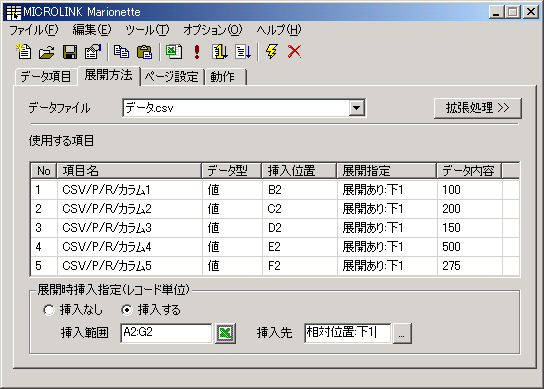 MICROLINK Marionette
ファイル(F) 編集(E) ツール(T) オプション(O) ヘルプ(H)
データ項目 展開方法 ページ設定 動作
データファイル データ.csv 拡張処理 >>
使用する項目
No 項目名 データ型 挿入位置 展開指定 データ内容
1 CSV/P/R/カラム1 値 B2 展開あり:下1 100
2 CSV/P/R/カラム2 値 C2 展開あり:下1 200
3 CSV/P/R/カラム3 値 D2 展開あり:下1 150
4 CSV/P/R/カラム4 値 E2 展開あり:下1 500
5 CSV/P/R/カラム5 値 F2 展開あり:下1 275
展開時挿入指定(レコード単位)
挿入なし 挿入する
挿入範囲 A2:G2 挿入先 相対位置:下1 ...